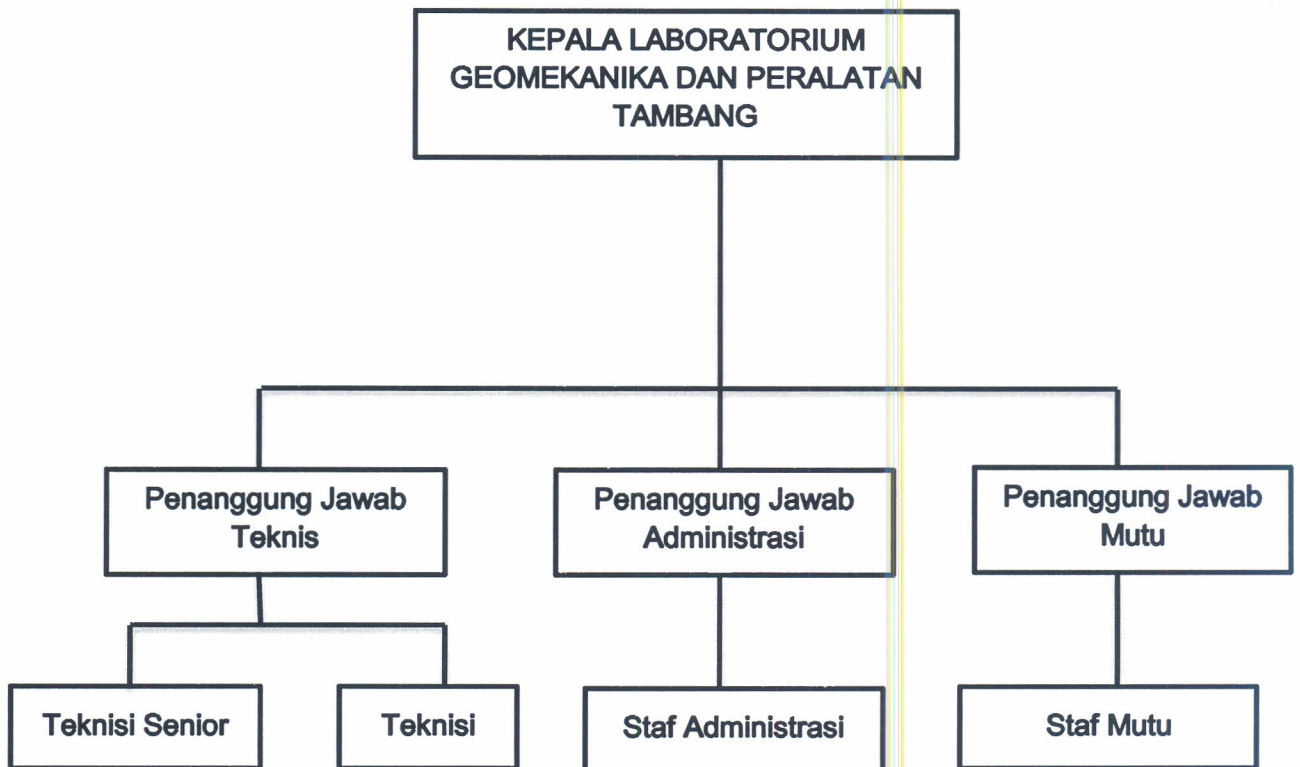 KEPALA LABORATORIUM
GEOMEKANIKA DAN PERALATAN
TAMBANG
Penanggung Jawab
Teknis
Penanggung Jawab
Administrasi
Penanggung Jawab
Mutu
Teknisi Senior
Teknisi
Staf Administrasi
Staf Mutu